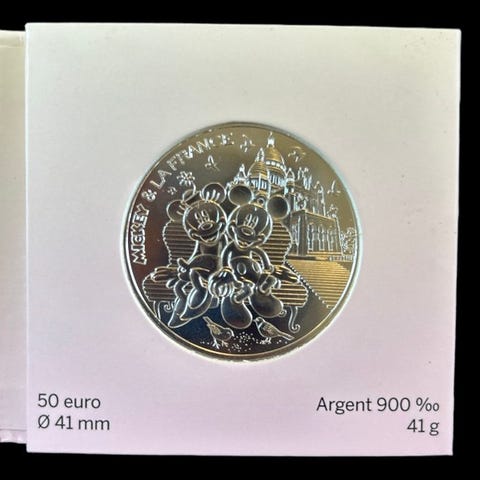 MICKEY & LA FRANCE
50 euro
Ø 41 mm
Argent 900 ‰
41 g